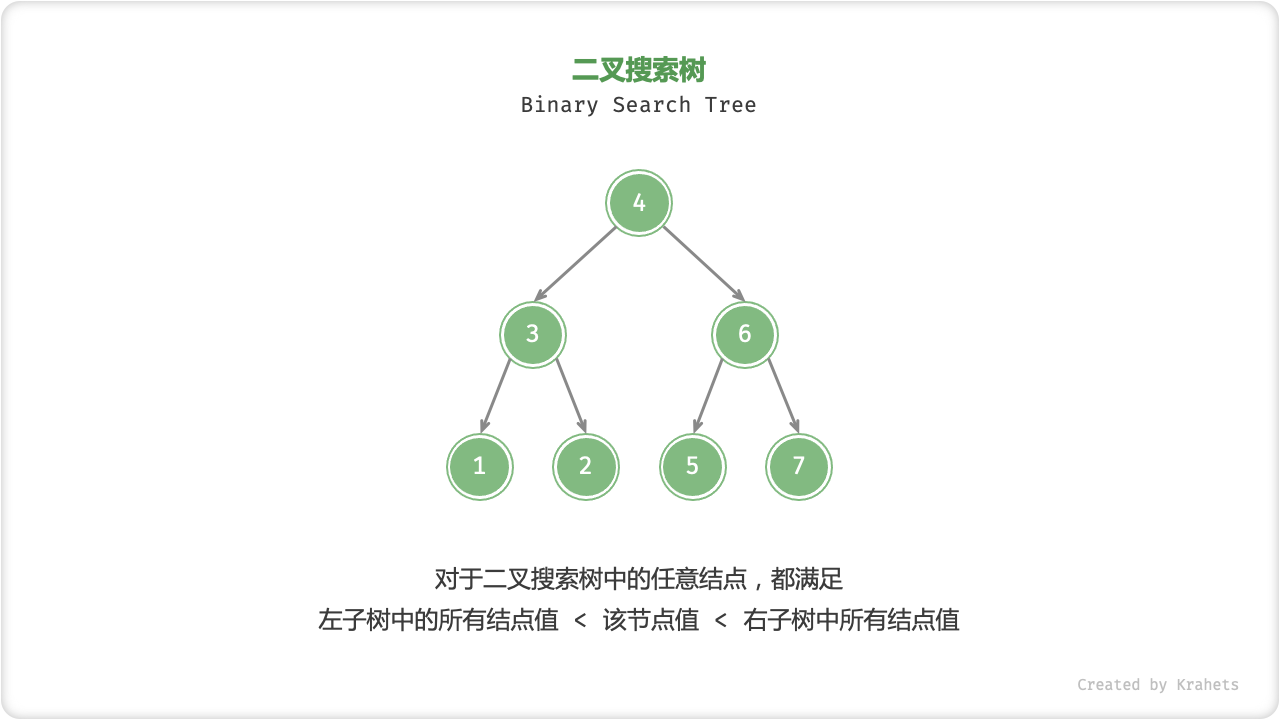 二叉搜索树
Binary Search Tree
4
3 6
1 2 5 7
对于二叉搜索树中的任意结点，都满足
左子树中的所有结点值 < 该节点值 < 右子树中所有结点值
Created by Krahets